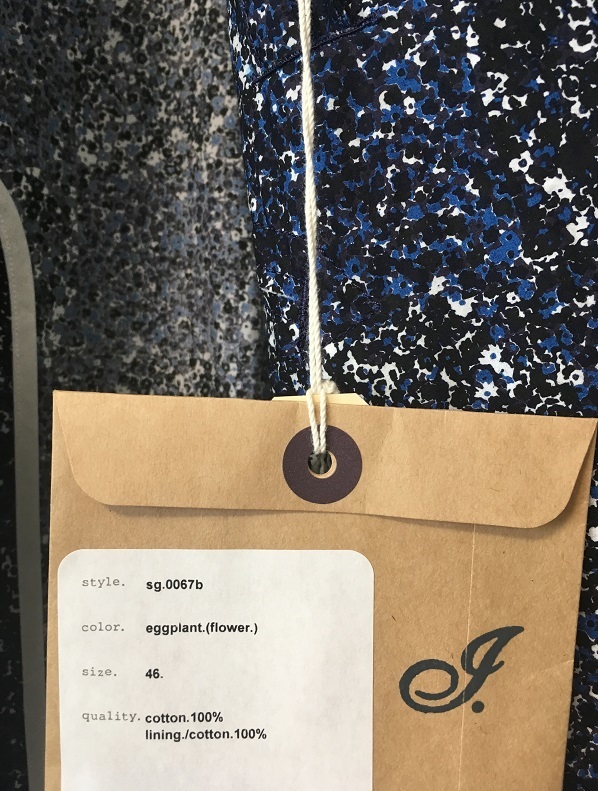 style. sg.0067b
color. eggplant.(flower.)
size. 46.
quality. cotton.100%
lining./cotton.100%
J.